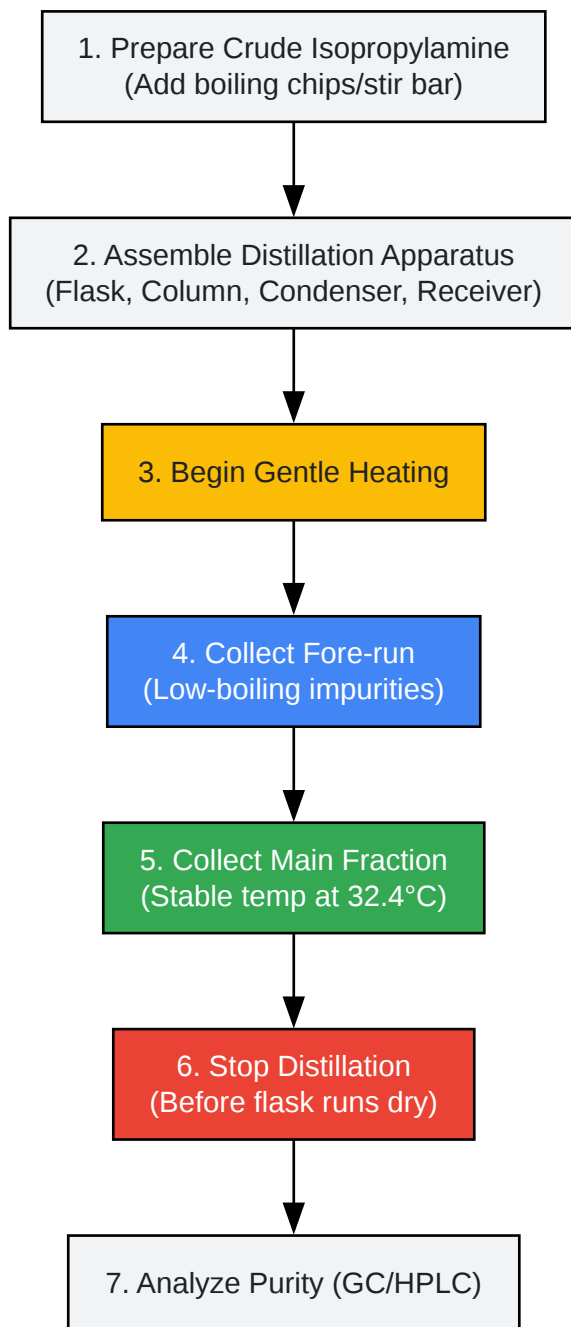 1. Prepare Crude Isopropylamine
(Add boiling chips/stir bar)
2. Assemble Distillation Apparatus
(Flask, Column, Condenser, Receiver)
3. Begin Gentle Heating
4. Collect Fore-run
(Low-boiling impurities)
5. Collect Main Fraction
(Stable temp at 32.4°C)
6. Stop Distillation
(Before flask runs dry)
7. Analyze Purity (GC/HPLC)